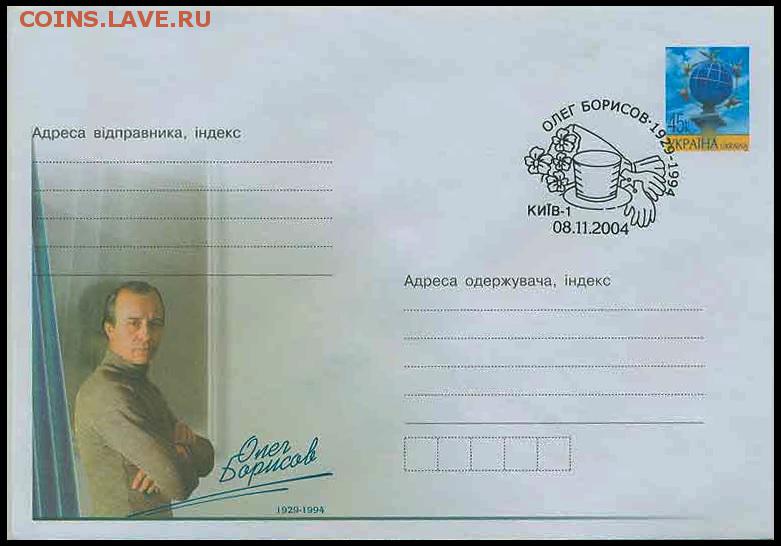 COINS.LAVE.RU
Адреса відправника, індекс
ОЛЕГ БОРИСОВ·1929-1994
КИЇВ-1
08.11.2004
45к
УКРАЇНА UKRAINA
Адреса одержувача, індекс
Олег
Борисов
1929-1994